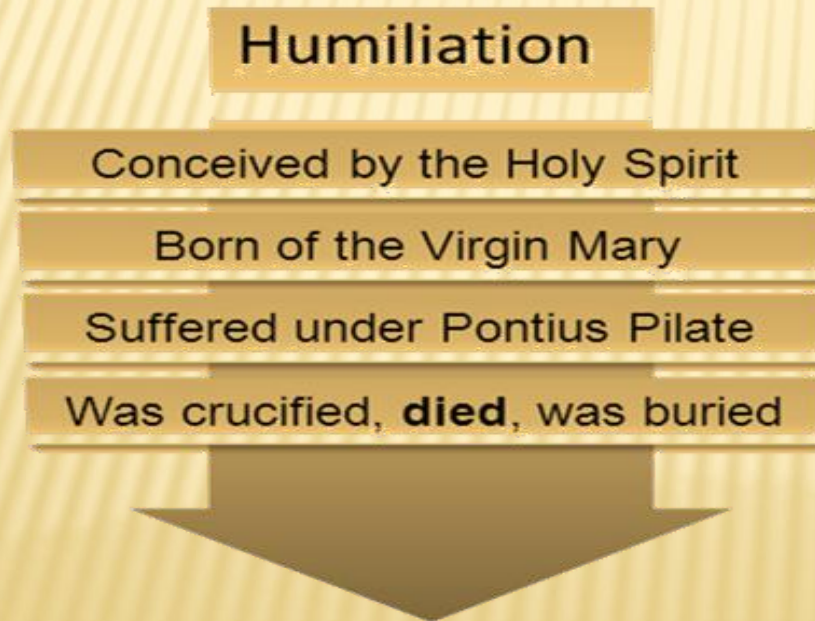 Humiliation
Conceived by the Holy Spirit
Born of the Virgin Mary
Suffered under Pontius Pilate
Was crucified, died, was buried